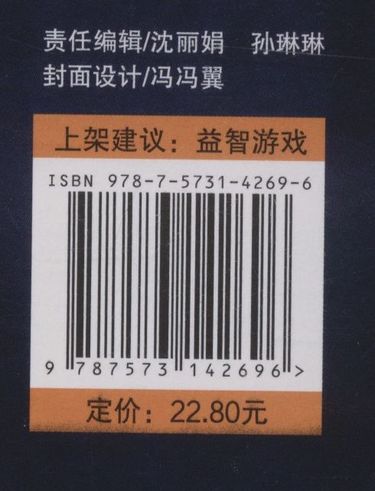 责任编辑/沈丽娟 孙琳琳
封面设计/冯冯翼
上架建议：益智游戏
ISBN 978-7-5731-4269-6
9 787573 142696 >
定价：22.80元